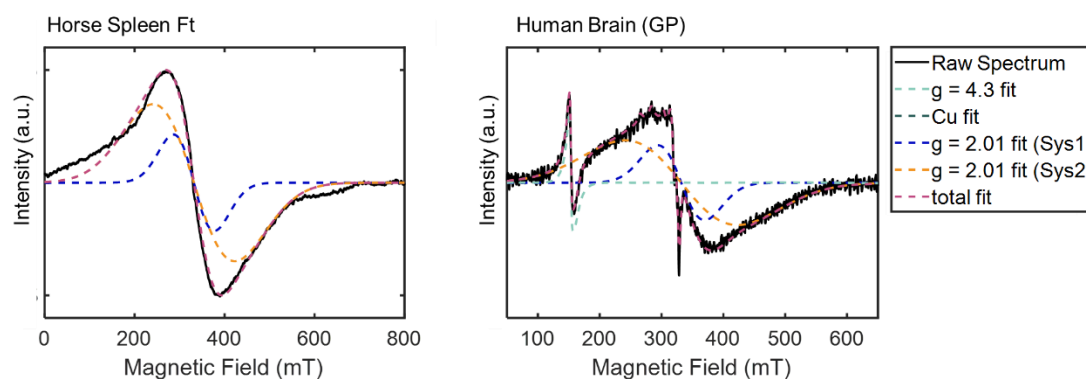 Horse Spleen Ft
Human Brain (GP)
Intensity (a.u.)
0
200
400
600
800
Magnetic Field (mT)
Intensity (a.u.)
100
200
300
400
500
600
Magnetic Field (mT)
Raw Spectrum
g = 4.3 fit
Cu fit
g = 2.01 fit (Sys1
g = 2.01 fit (Sys2
total fit